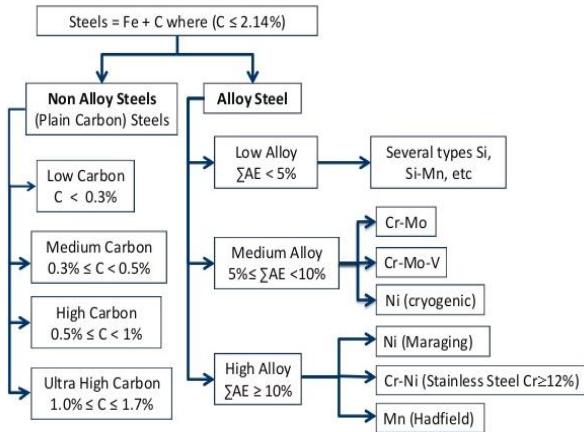 Steels = Fe + C where (C ≤ 2.14%)
Non Alloy Steels
(Plain Carbon) Steels
Low Carbon
C < 0.3%
Medium Carbon
0.3% ≤ C < 0.5%
High Carbon
0.5% ≤ C < 1%
Ultra High Carbon
1.0% ≤ C ≤ 1.7%
Alloy Steel
Low Alloy
∑AE < 5%
Several types Si,
Si-Mn, etc
Medium Alloy
5%≤ ∑AE <10%
Cr-Mo
Cr-Mo-V
Ni (cryogenic)
High Alloy
∑AE ≥ 10%
Ni (Maraging)
Cr-Ni (Stainless Steel Cr≥12%)
Mn (Hadfield)